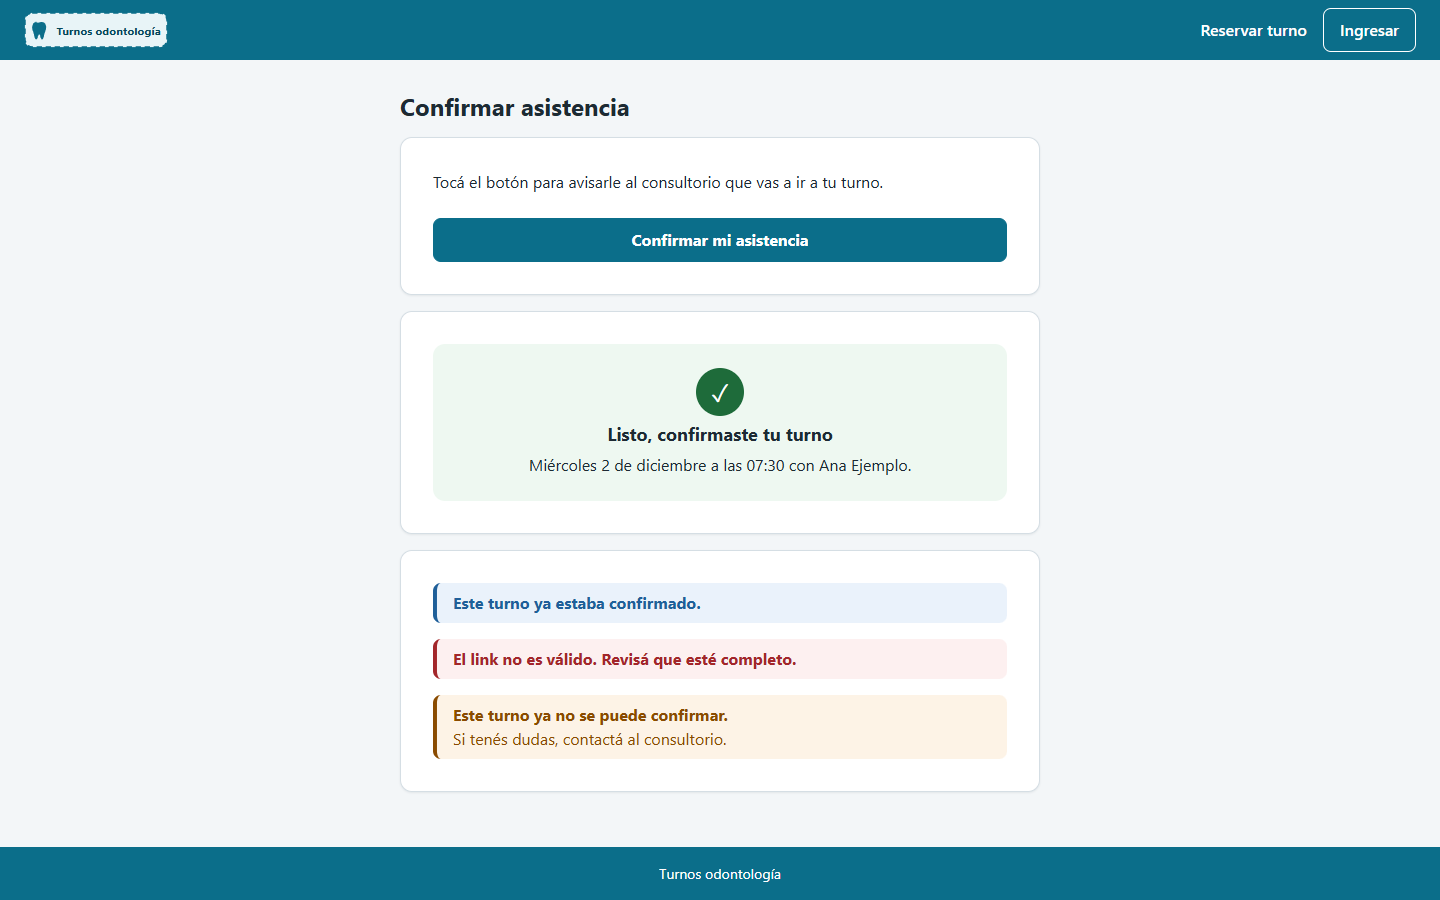 Turnos odontología
Reservar turno
Ingresar
Confirmar asistencia
Tocá el botón para avisarle al consultorio que vas a ir a tu turno.
Confirmar mi asistencia
Listo, confirmaste tu turno
Miércoles 2 de diciembre a las 07:30 con Ana Ejemplo.
Este turno ya estaba confirmado.
El link no es válido. Revisá que esté completo.
Este turno ya no se puede confirmar.
Si tenés dudas, contactá al consultorio.
Turnos odontología